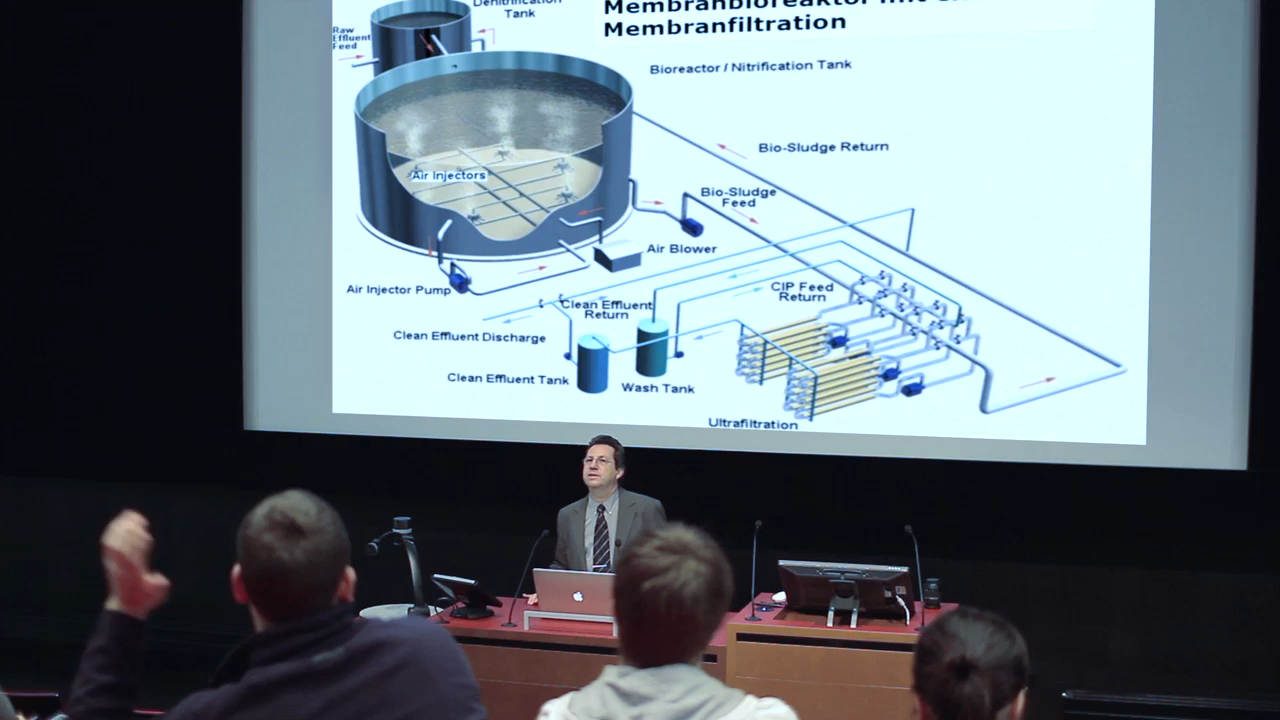 Denitrification
Tank
Membranbioreaktor mit
Membranfiltration
Raw
Effluent
Feed
Bioreactor / Nitrification Tank
Bio-Sludge Return
Air Injectors
Bio-Sludge
Feed
Air Blower
Air Injector Pump
CIP Feed
Return
Clean Effluent
Return
Clean Effluent Discharge
Clean Effluent Tank
Wash Tank
Ultrafiltration